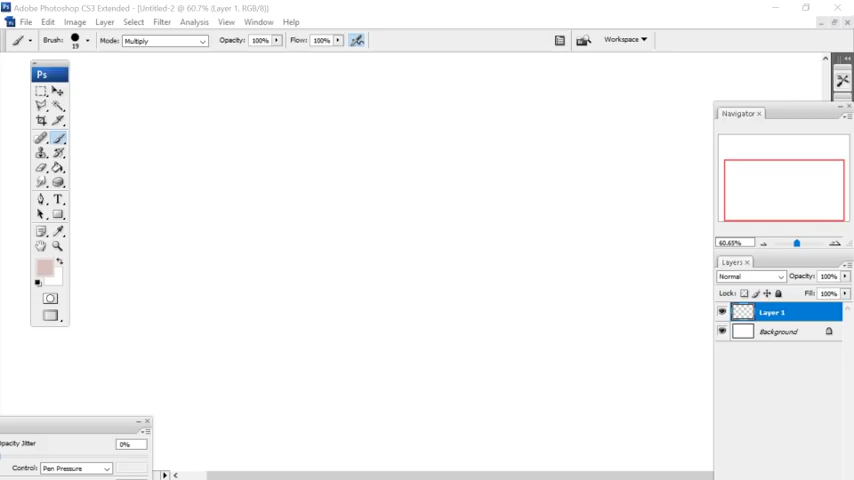 Adobe Photoshop CS3 Extended - [Untitled-2 @ 60.7% (Layer 1, RGB/8)]
File Edit Image Layer Select Filter Analysis View Window Help
Brush: 19 Mode: Multiply Opacity: 100% Flow: 100% Workspace
Ps
Navigator
60.65%
Layers
Normal Opacity: 100%
Lock: Fill: 100%
Layer 1
Background
Opacity Jitter 0%
Control: Pen Pressure